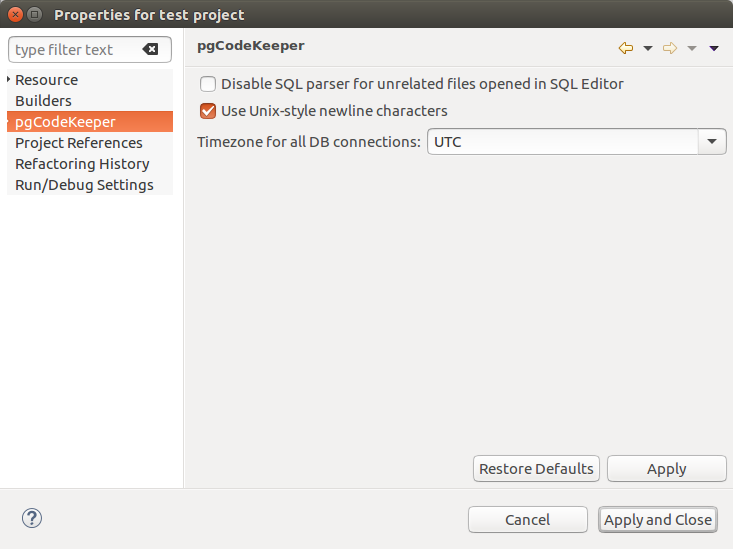 Properties for test project
type filter text
Resource
Builders
pgCodeKeeper
Project References
Refactoring History
Run/Debug Settings
pgCodeKeeper
Disable SQL parser for unrelated files opened in SQL Editor
Use Unix-style newline characters
Timezone for all DB connections: UTC
Restore Defaults Apply
? Cancel Apply and Close